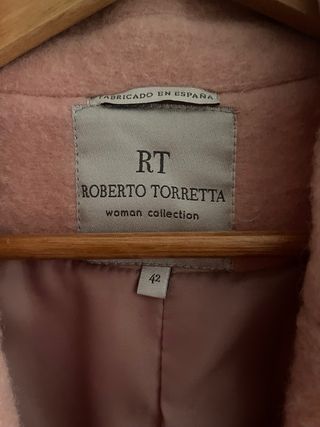 FABRICADO EN ESPAÑA
RT
ROBERTO TORRETTA
woman collection
42